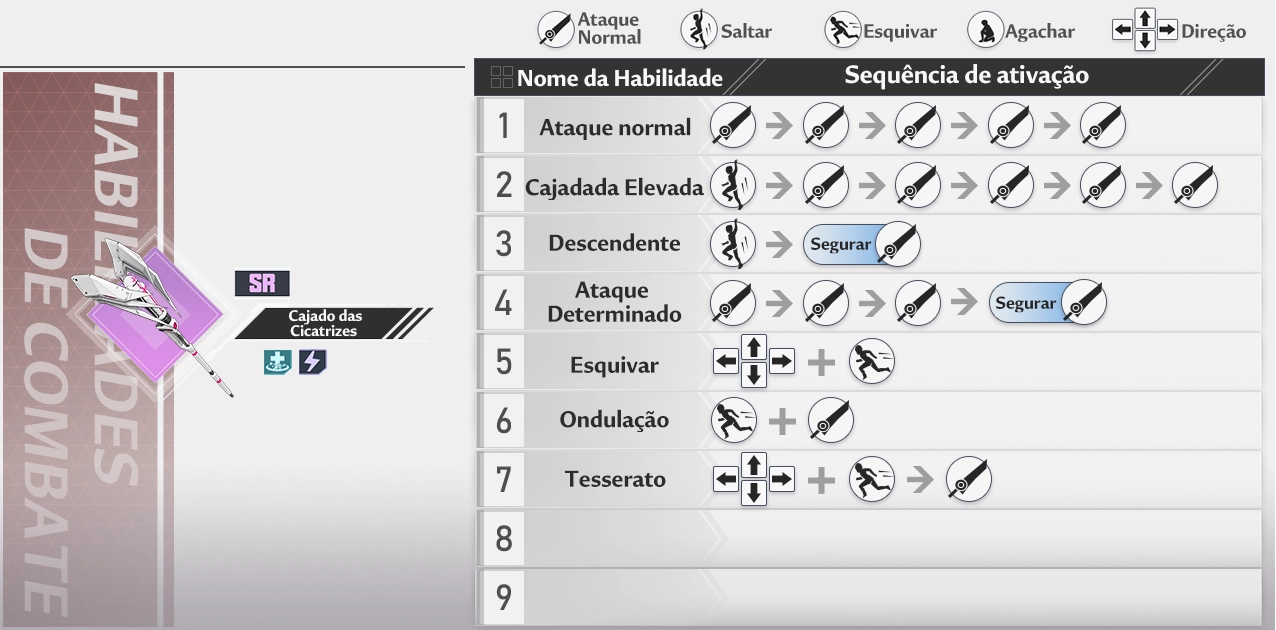 Ataque
Normal
Saltar
Esquivar
Agachar
Direção
HABILIDADES
DE COMBATE
SR
Cajado das
Cicatrizes
Nome da Habilidade
Sequência de ativação
1 Ataque normal
2 Cajadada Elevada
3 Descendente Segurar
4 Ataque
Determinado Segurar
5 Esquivar
6 Ondulação
7 Tesserato
8
9